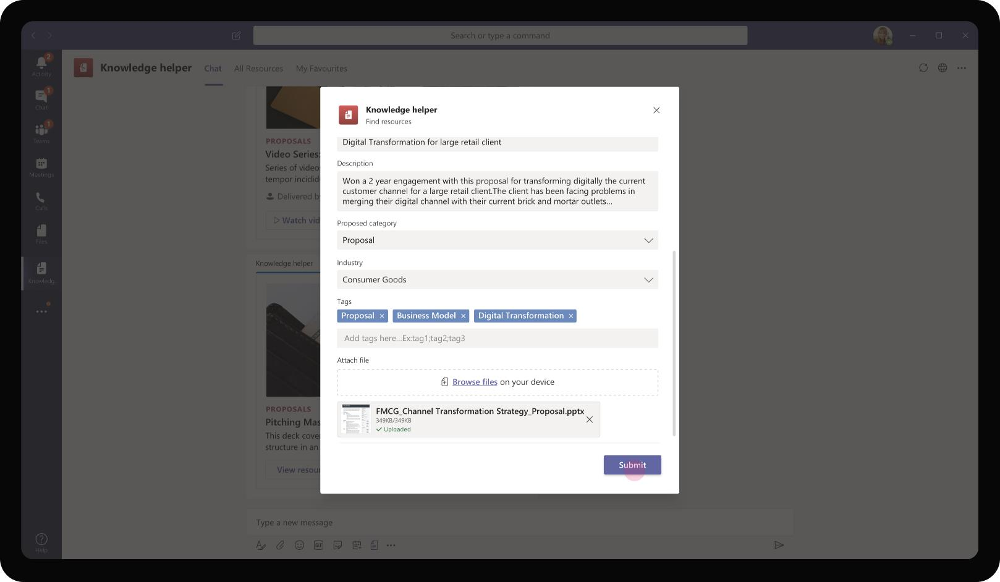 Search or type a command
2
Activity
1
Chat
1
Teams
Meetings
Calls
Files
Knowledg...
Help
Knowledge helper
Chat
All Resources
My Favourites
PROPOSALS
Video Series:
Series of videos
tempor incidid
Delivered by
Watch vid
Knowledge helper
PROPOSALS
Pitching Mas
This deck cove
structure in an
View resou
Knowledge helper
Find resources
Digital Transformation for large retail client
Description
Won a 2 year engagement with this proposal for transforming digitally the current
customer channel for a large retail client.The client has been facing problems in
merging their digital channel with their current brick and mortar outlets...
Proposed category
Proposal
Industry
Consumer Goods
Tags
Proposal × Business Model × Digital Transformation ×
Add tags here...Ex:tag1;tag2;tag3
Attach file
Browse files on your device
FMCG_Channel Transformation Strategy_Proposal.pptx
349KB/349KB
Uploaded
Submit
Type a new message
GIF